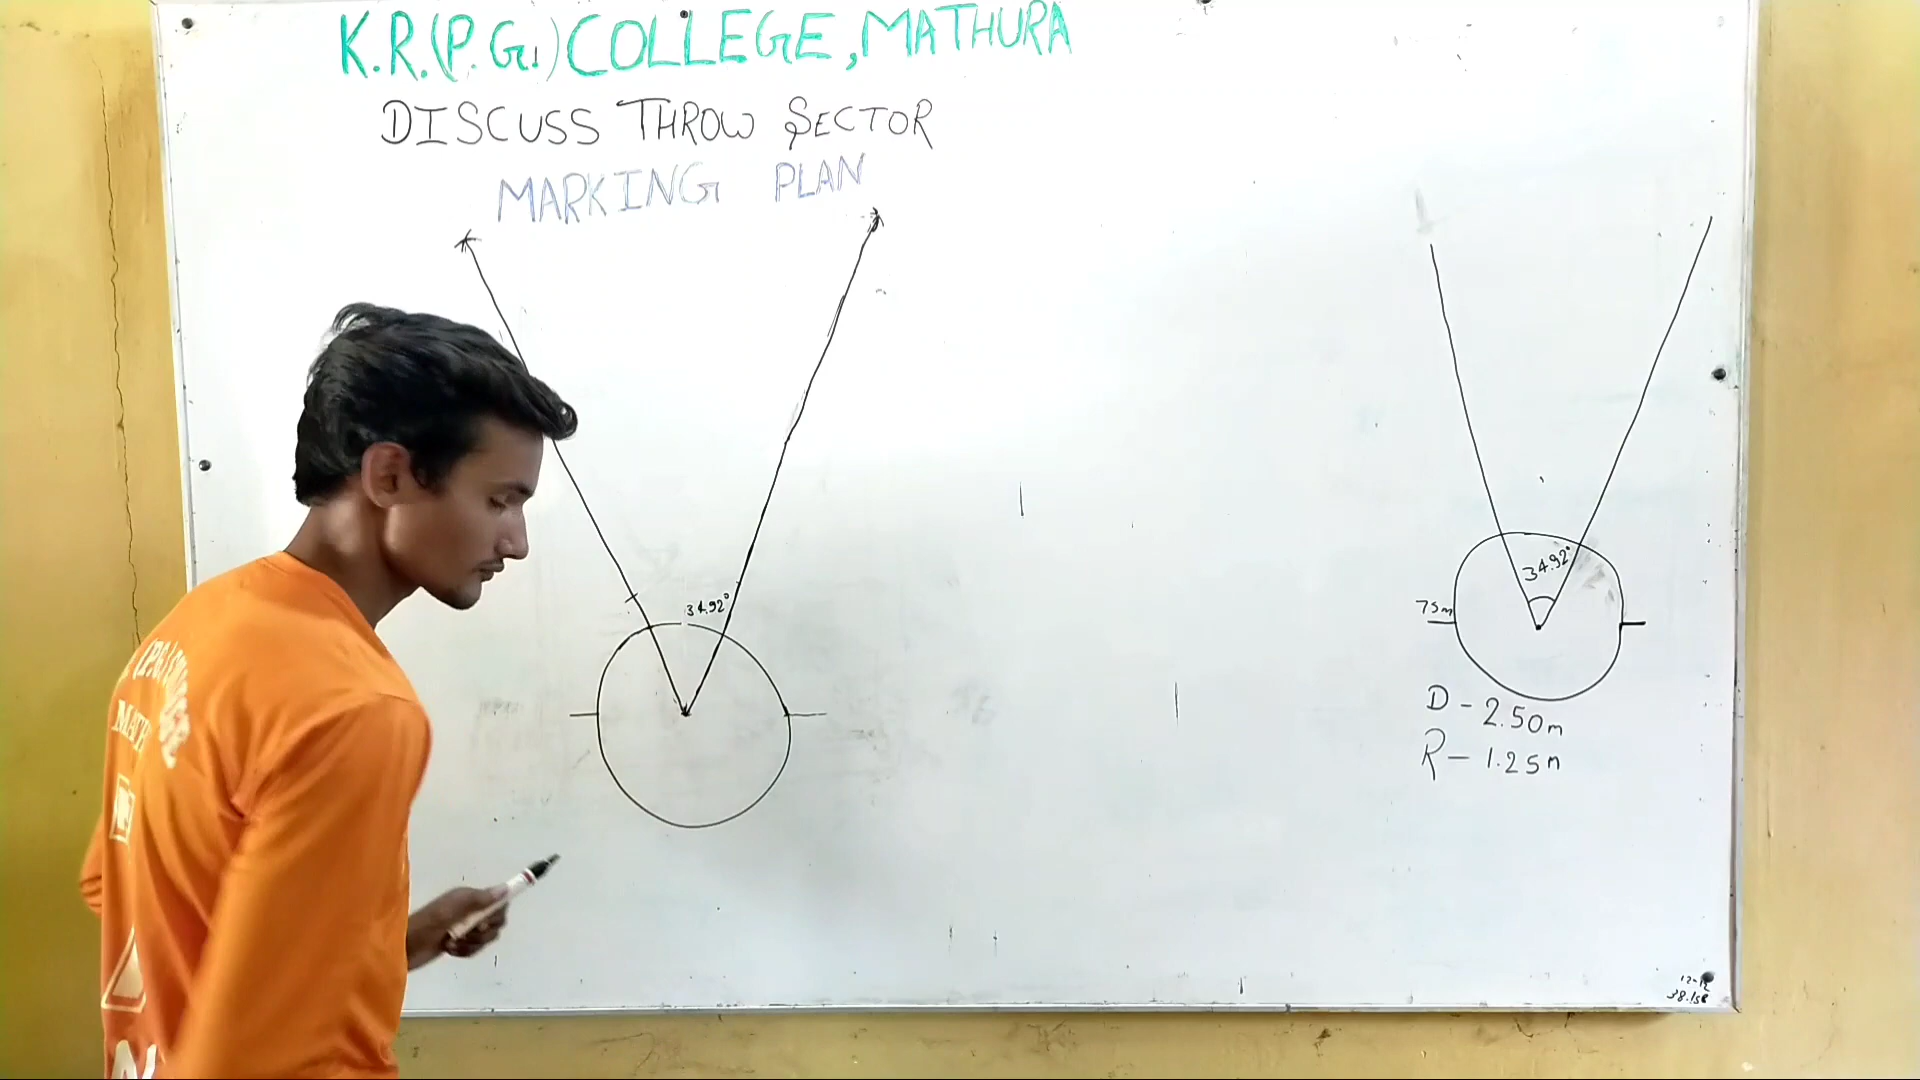 K.R.(P.G.) COLLEGE, MATHURA
DISCUSS THROW SECTOR
MARKING PLAN
34.92°
34.92°
75m
D - 2.50m
R - 1.25m
(P.G.)